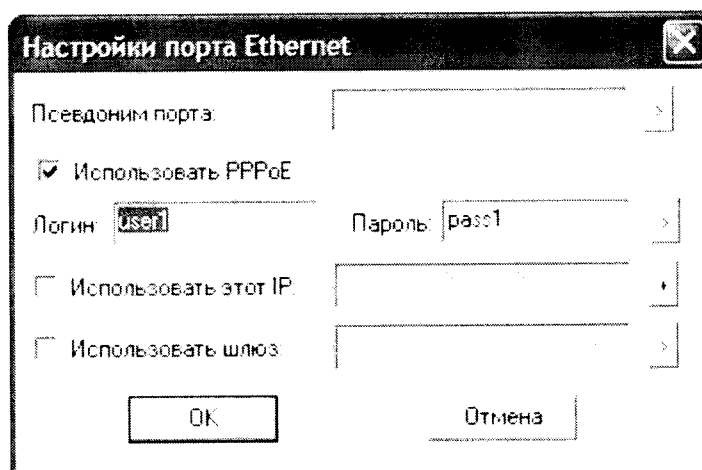 Настройки порта Ethernet
Псевдоним порта:
Использовать PPPoE
Логин: user1 Пароль: pass1
Использовать этот IP:
Использовать шлюз:
OK Отмена